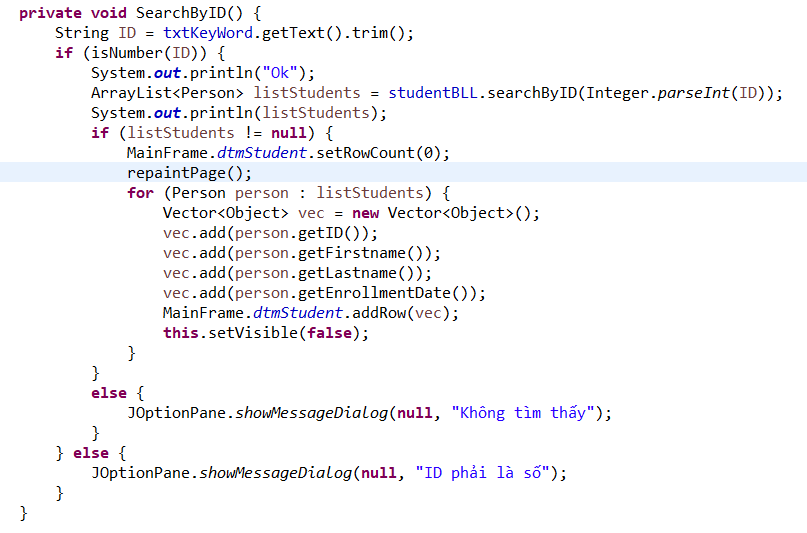 private void SearchByID() {
    String ID = txtKeyWord.getText().trim();
    if (isNumber(ID)) {
        System.out.println("Ok");
        ArrayList<Person> listStudents = studentBLL.searchByID(Integer.parseInt(ID));
        System.out.println(listStudents);
        if (listStudents != null) {
            MainFrame.dtmStudent.setRowCount(0);
            repaintPage();
            for (Person person : listStudents) {
                Vector<Object> vec = new Vector<Object>();
                vec.add(person.getID());
                vec.add(person.getFirstname());
                vec.add(person.getLastname());
                vec.add(person.getEnrollmentDate());
                MainFrame.dtmStudent.addRow(vec);
                this.setVisible(false);
            }
        }
        else {
            JOptionPane.showMessageDialog(null, "Không tìm thấy");
        }
    } else {
        JOptionPane.showMessageDialog(null, "ID phải là số");
    }
}